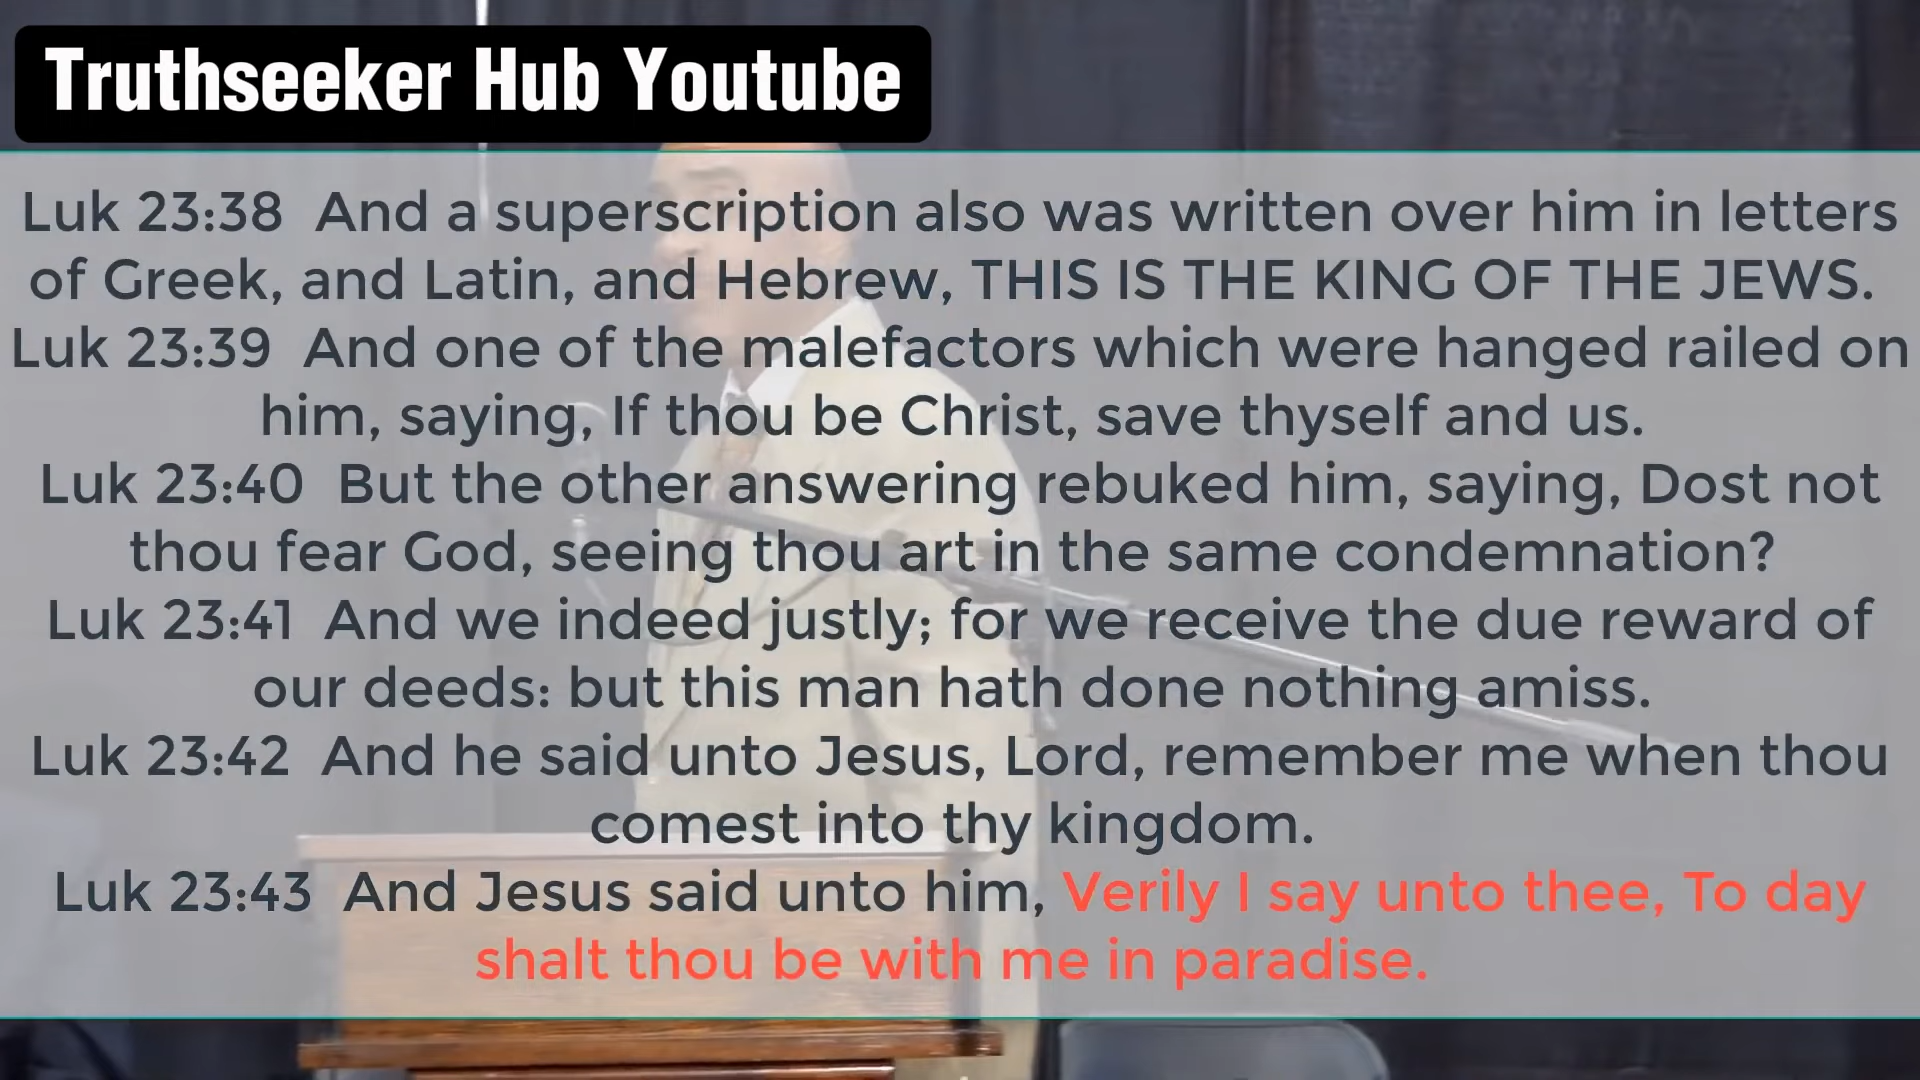 Truthseeker Hub Youtube
Luk 23:38 And a superscription also was written over him in letters
of Greek, and Latin, and Hebrew, THIS IS THE KING OF THE JEWS.
Luk 23:39 And one of the malefactors which were hanged railed on
him, saying, If thou be Christ, save thyself and us.
Luk 23:40 But the other answering rebuked him, saying, Dost not
thou fear God, seeing thou art in the same condemnation?
Luk 23:41 And we indeed justly; for we receive the due reward of
our deeds: but this man hath done nothing amiss.
Luk 23:42 And he said unto Jesus, Lord, remember me when thou
comest into thy kingdom.
Luk 23:43 And Jesus said unto him, Verily I say unto thee, To day
shalt thou be with me in paradise.